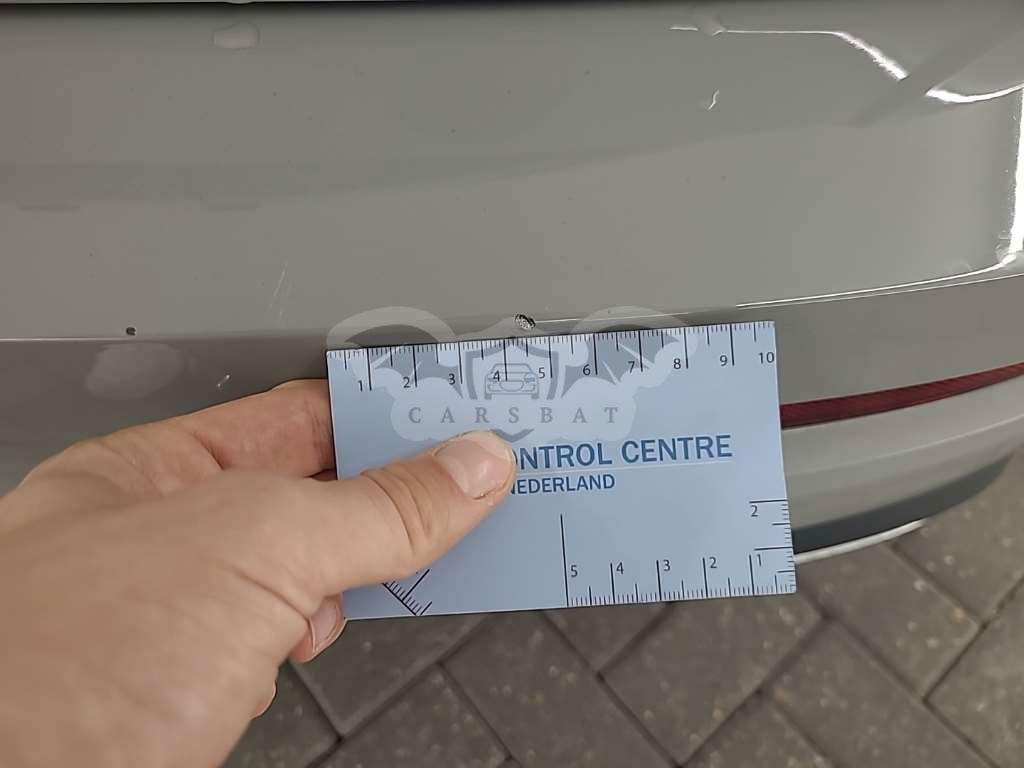 1 2 3 4 5 6 7 8 9 10
CARSBAT
CONTROL CENTRE
NEDERLAND
2
5 4 3 2 1